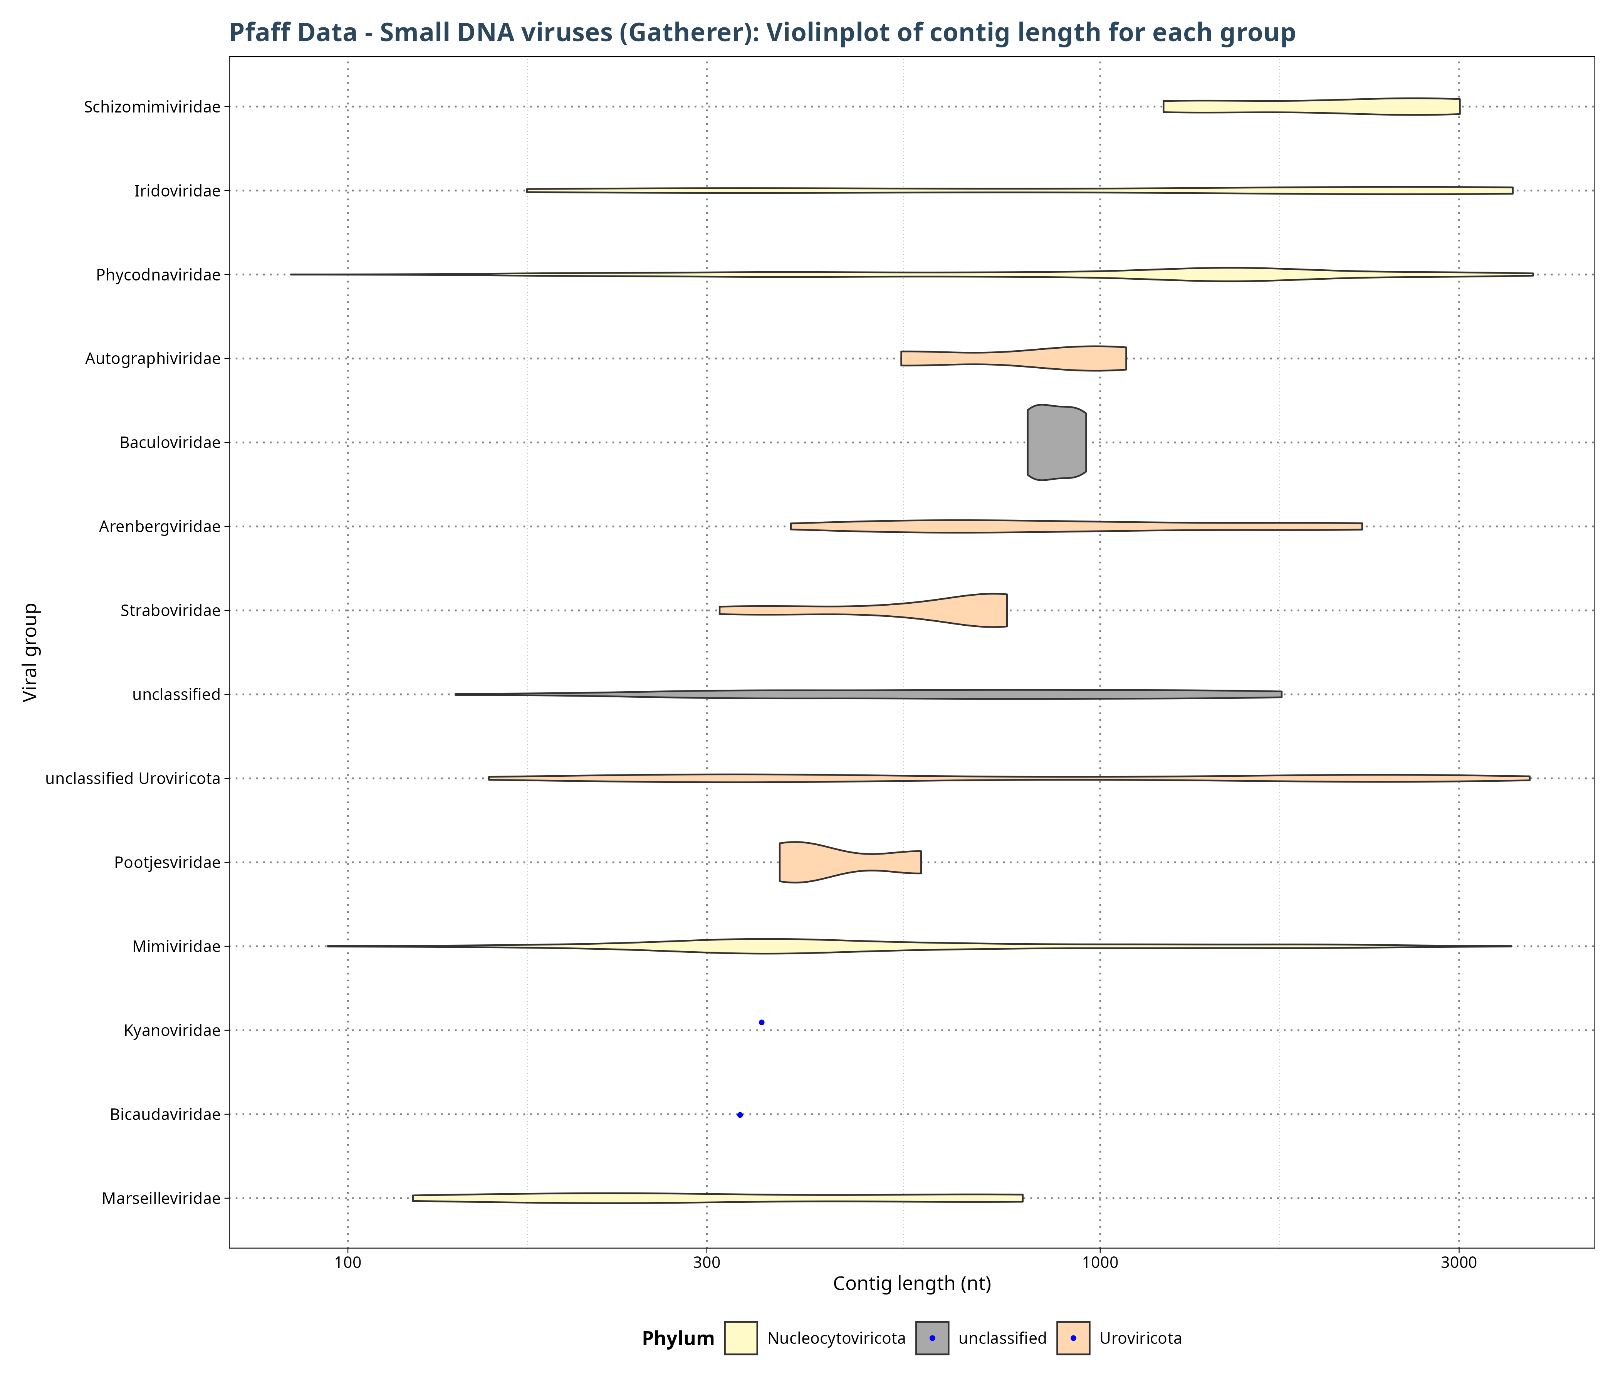 Pfaff Data - Small DNA viruses (Gatherer): Violinplot of contig length for each group
Viral group
Schizomimiviridae
Iridoviridae
Phycodnaviridae
Autographiviridae
Baculoviridae
Arenbergviridae
Straboviridae
unclassified
unclassified Uroviricota
Pootjesviridae
Mimiviridae
Kyanoviridae
Bicaudaviridae
Marseilleviridae
100 300 1000 3000
Contig length (nt)
Phylum Nucleocytoviricota unclassified Uroviricota